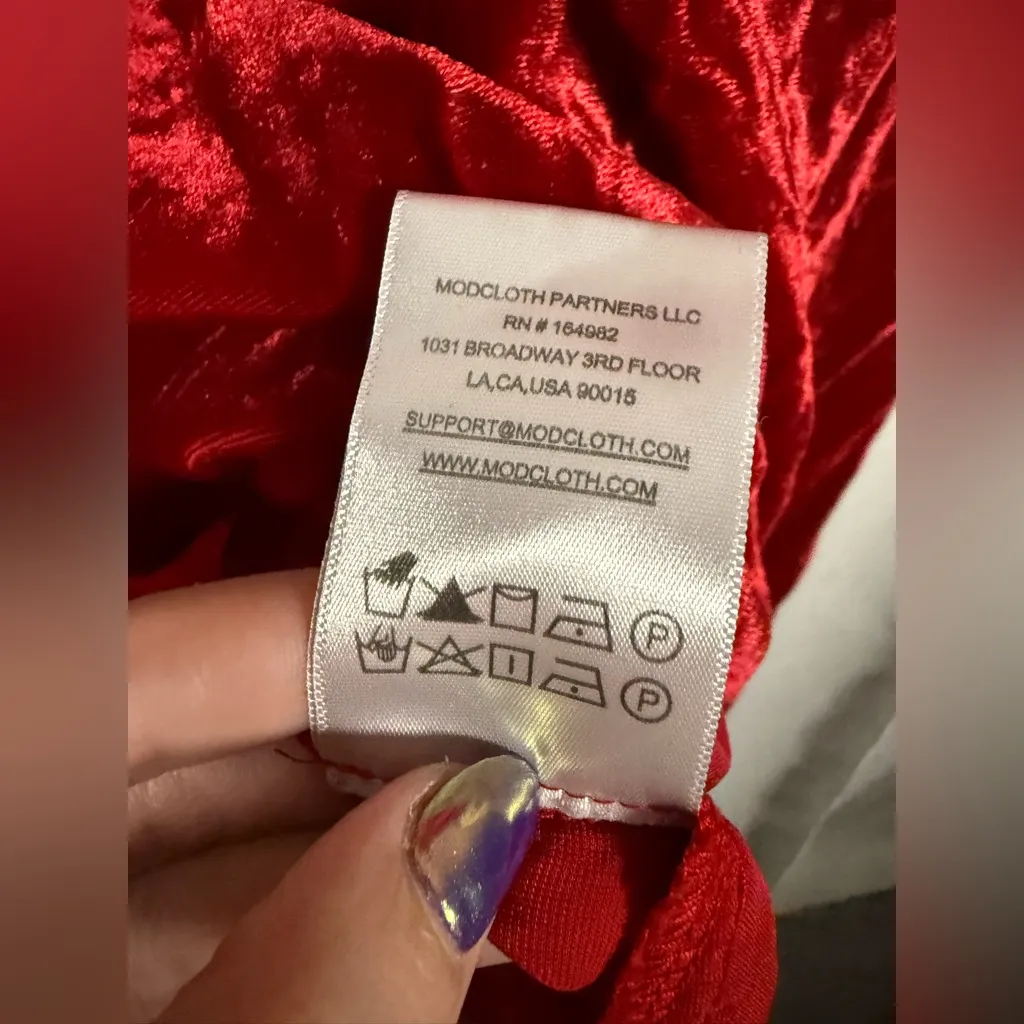 MODCLOTH PARTNERS LLC
RN # 164982
1031 BROADWAY 3RD FLOOR
LA,CA,USA 90015
SUPPORT@MODCLOTH.COM
WWW.MODCLOTH.COM
P
P